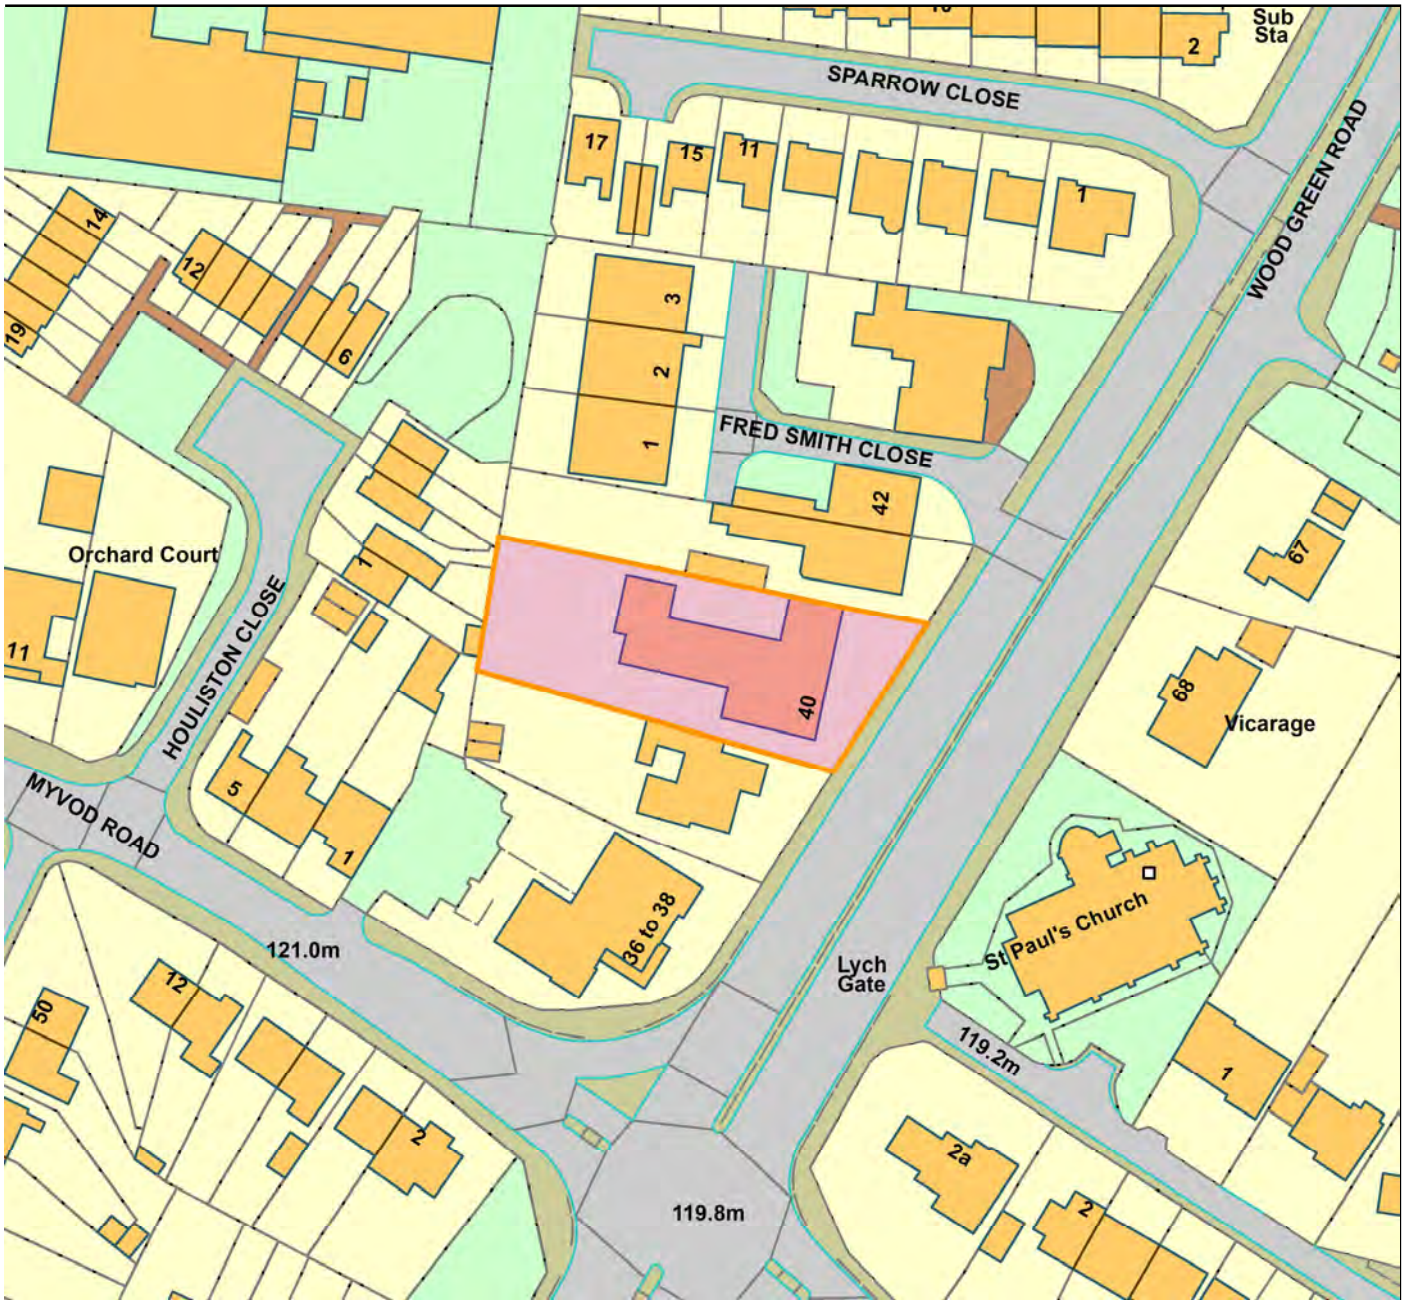 Sub
Sta
2
SPARROW CLOSE
WOOD GREEN ROAD
17
15
11
1
14
12
19
6
3
2
1
FRED SMITH CLOSE
42
Orchard Court
1
67
11
HOULISTON CLOSE
40
68
Vicarage
5
1
MYVOD ROAD
36 to 38
St Paul's Church
121.0m
Lych
Gate
12
50
119.2m
1
2
2a
2
119.8m